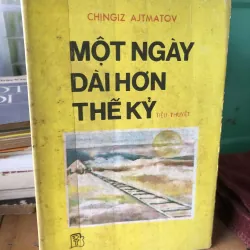 CHINGIZ AJTMATOV
MỘT NGÀY
DÀI HƠN
THẾ KỶ
TIỂU THUYẾT